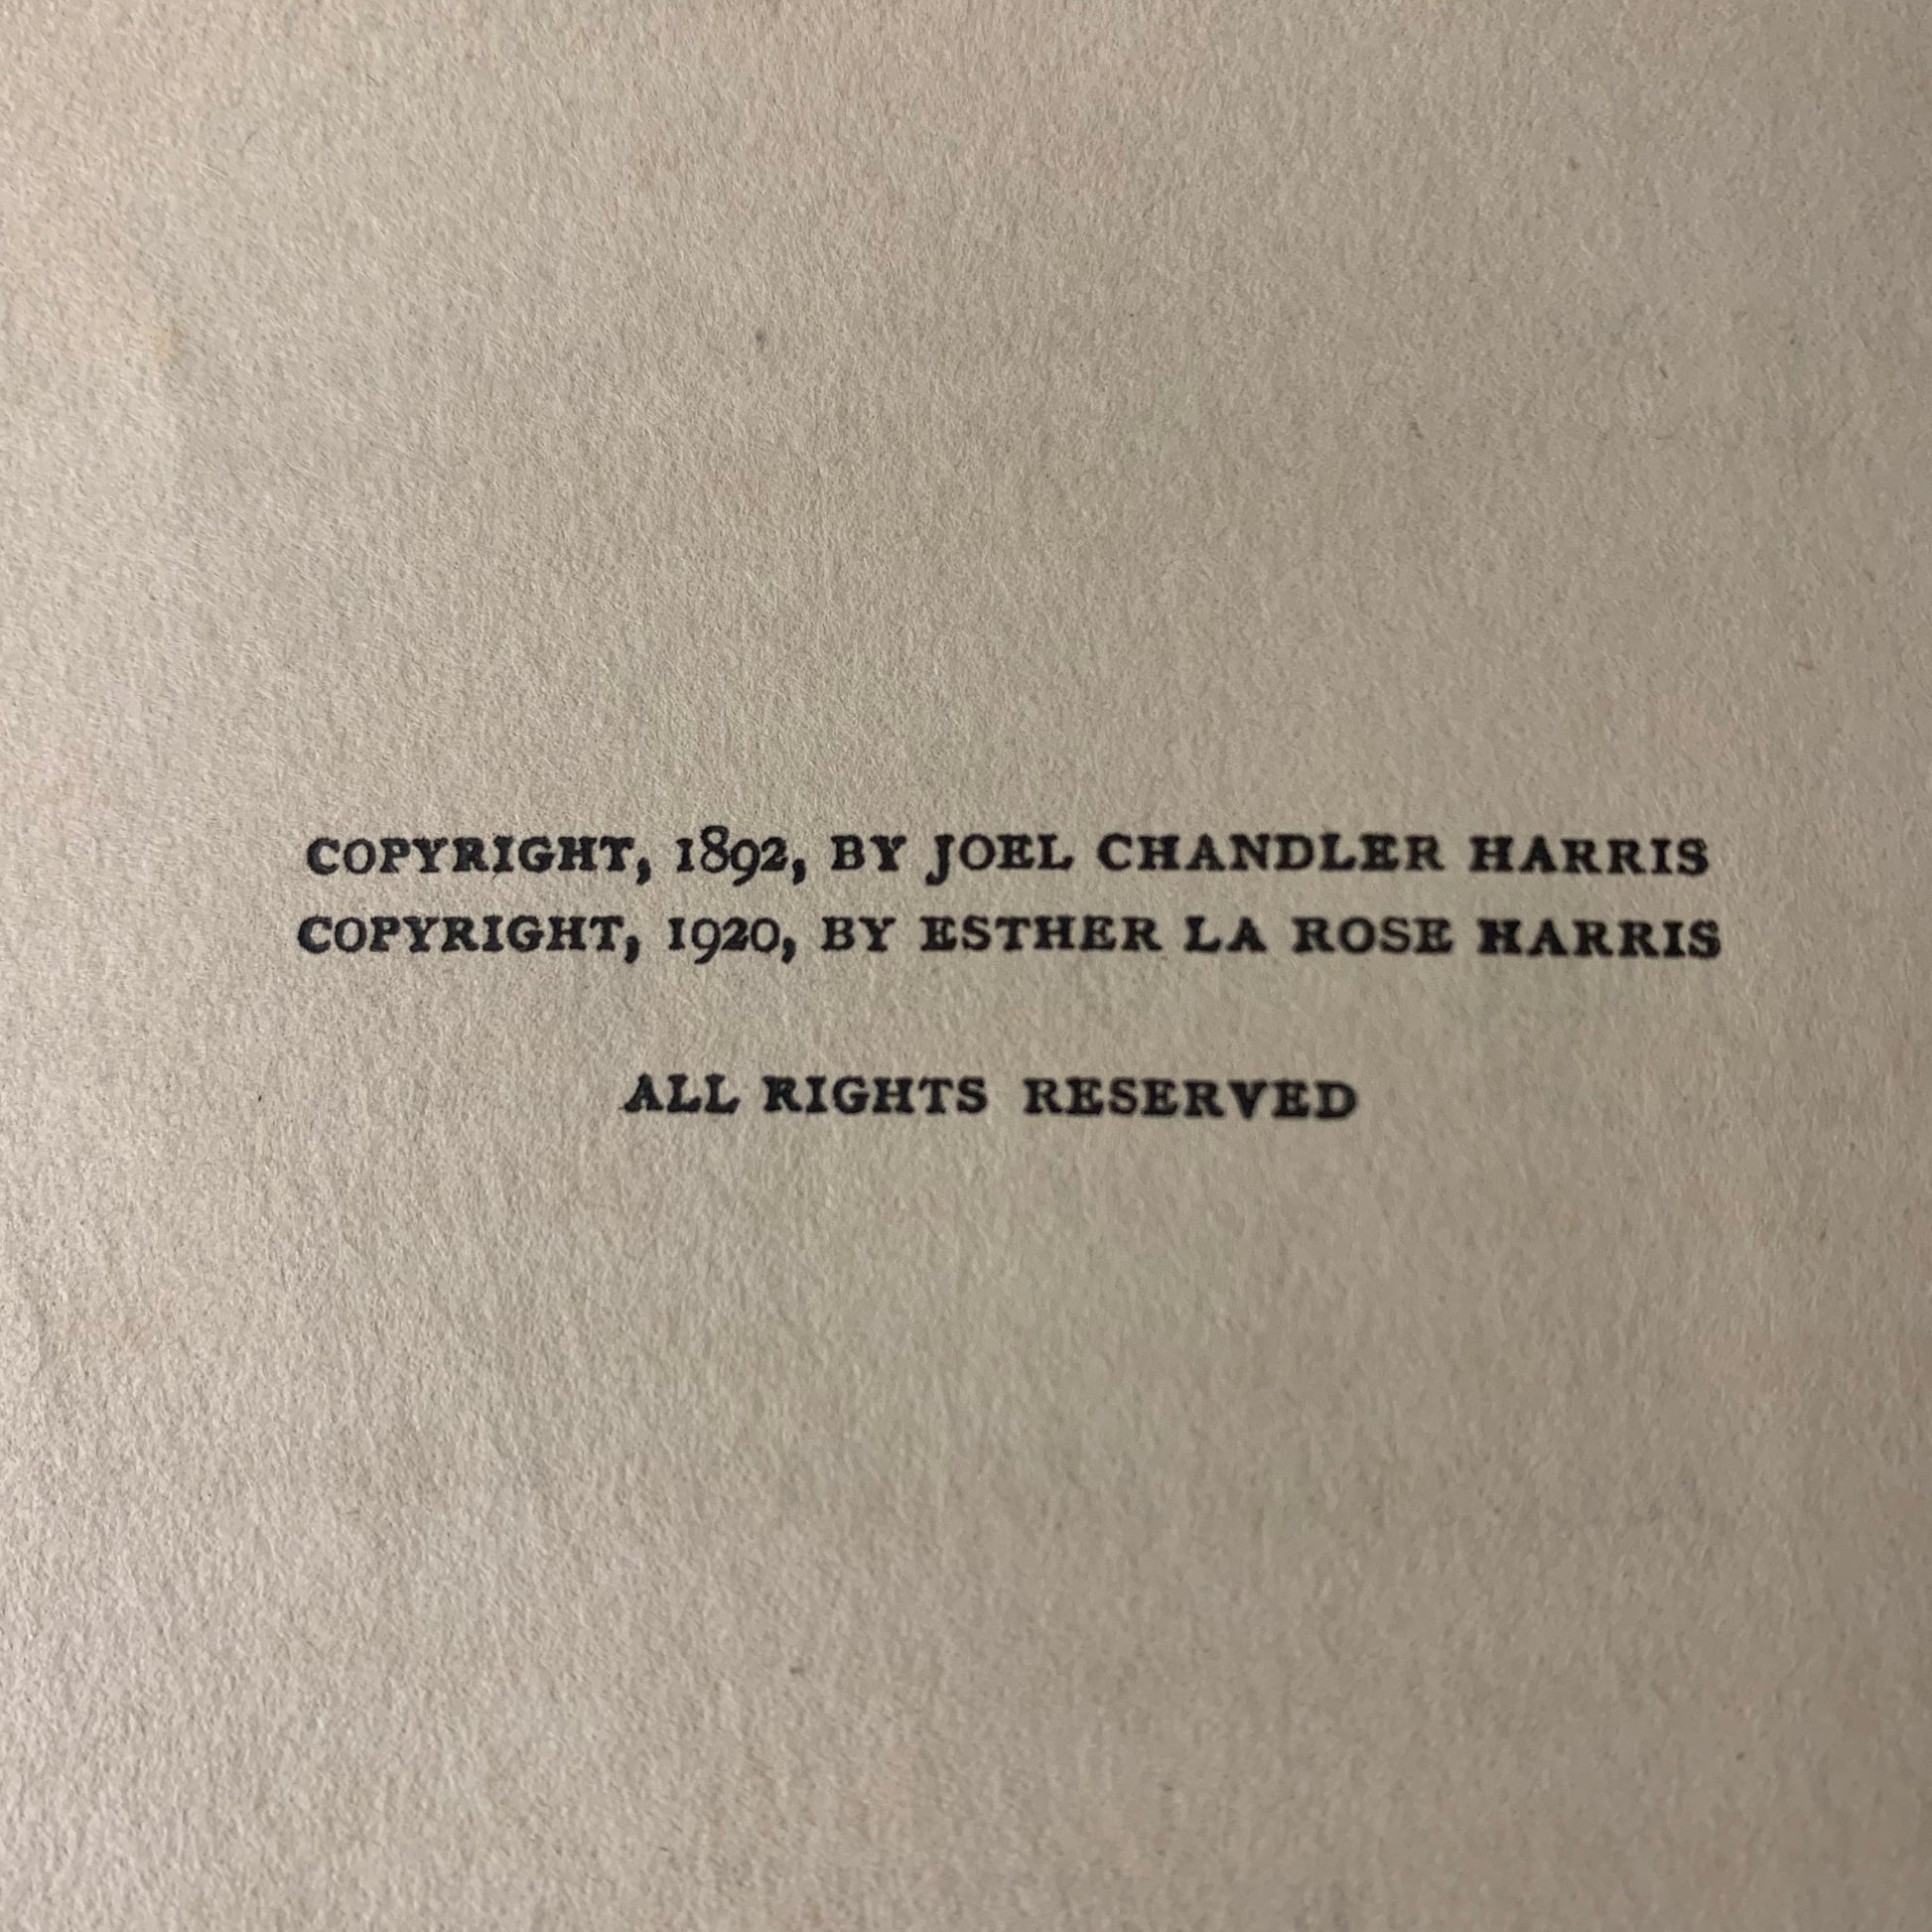 COPYRIGHT, 1892, BY JOEL CHANDLER HARRIS
COPYRIGHT, 1920, BY ESTHER LA ROSE HARRIS
ALL RIGHTS RESERVED